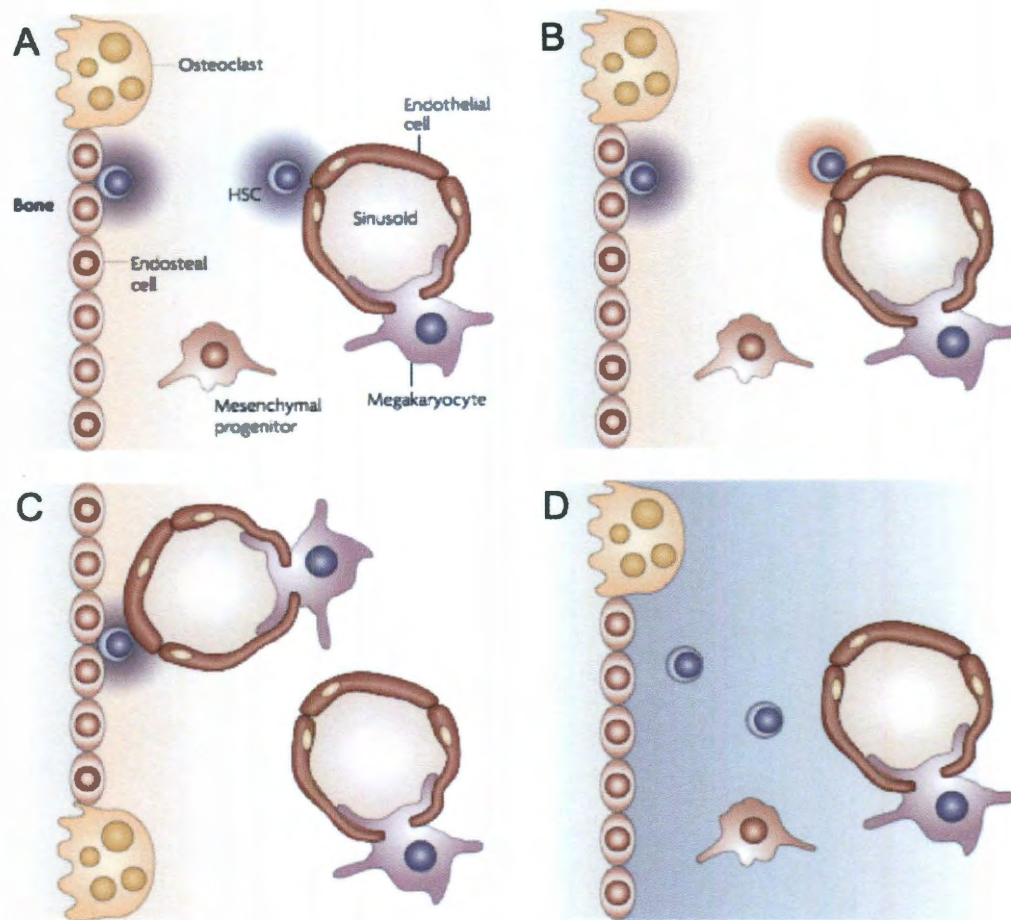 A
Osteoclast
Endothelial
cell
HSC
Bone
Sinusoid
Endosteal
cell
Mesenchymal
progenitor
Megakaryocyte
B
C
D